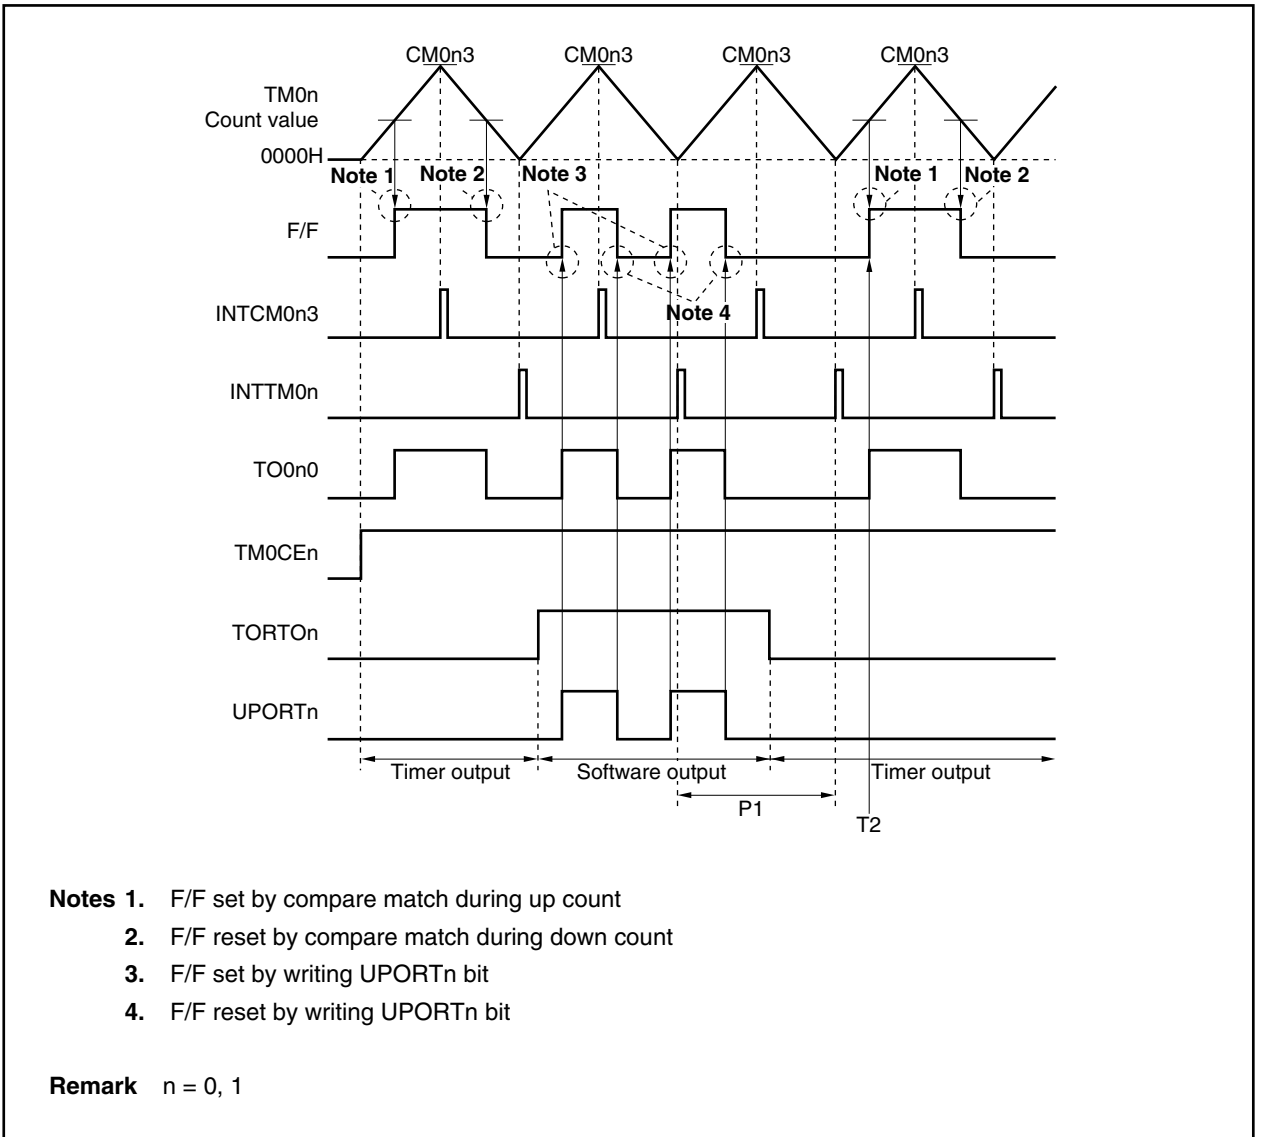 CM0n3 CM0n3 CM0n3 CM0n3
TM0n
Count value
0000H
Note 1 Note 2 Note 3 Note 1 Note 2
F/F
INTCM0n3 Note 4
INTTM0n
TO0n0
TM0CEn
TORTOn
UPORTn
Timer output Software output Timer output
P1
T2
Notes 1. F/F set by compare match during up count
2. F/F reset by compare match during down count
3. F/F set by writing UPORTn bit
4. F/F reset by writing UPORTn bit
Remark n = 0, 1